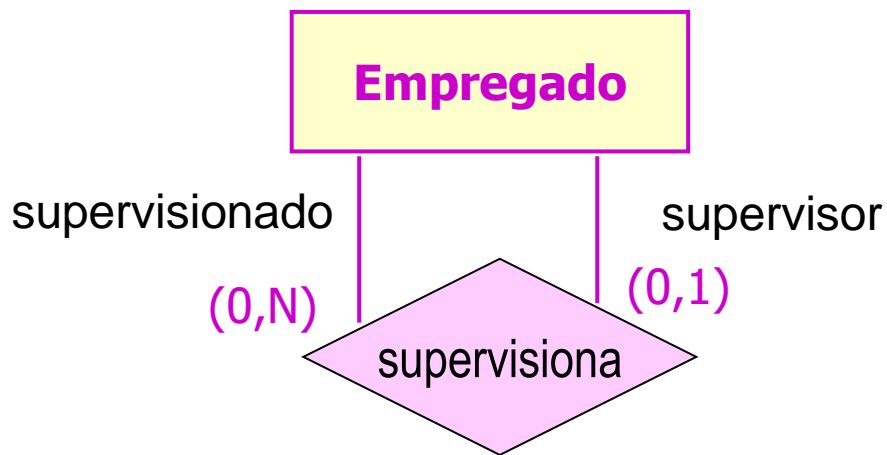 Empregado
supervisionado
supervisor
(0,N)
(0,1)
supervisiona